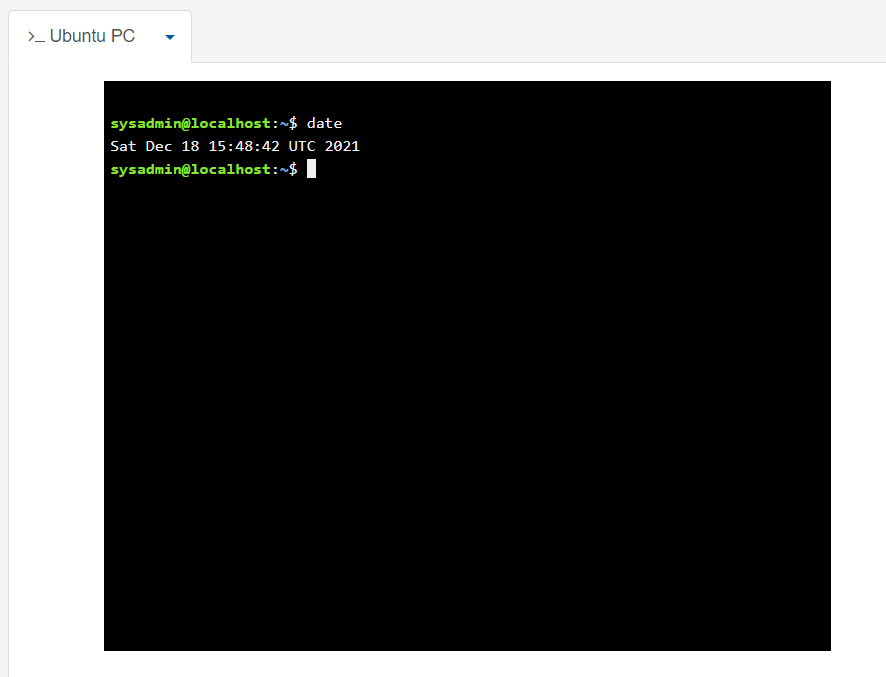 >_ Ubuntu PC
sysadmin@localhost:~$ date
Sat Dec 18 15:48:42 UTC 2021
sysadmin@localhost:~$